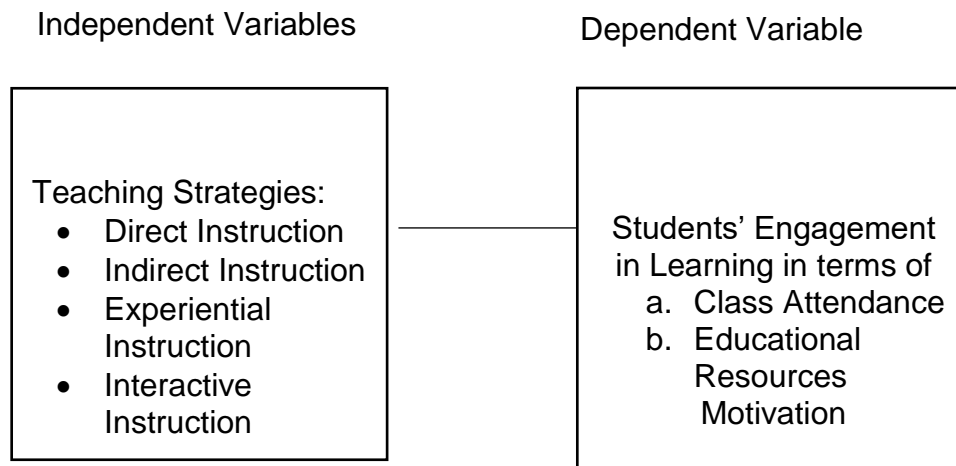 Independent Variables
Dependent Variable
Teaching Strategies:
• Direct Instruction
• Indirect Instruction
• Experiential
Instruction
• Interactive
Instruction
Students’ Engagement
in Learning in terms of
a. Class Attendance
b. Educational
Resources
Motivation